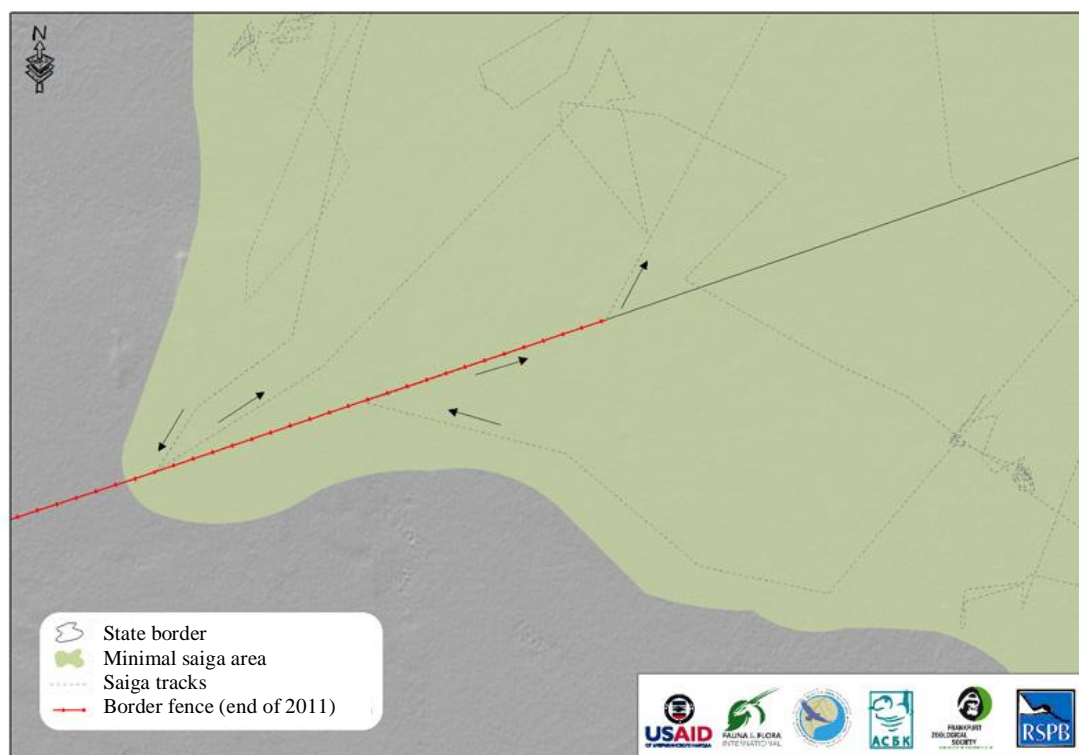 N
State border
Minimal saiga area
Saiga tracks
Border fence (end of 2011)
USAID
FAUNA & FLORA
INTERNATIONAL
АСБК
FRANKFURT
ZOOLOGICAL
SOCIETY
RSPB